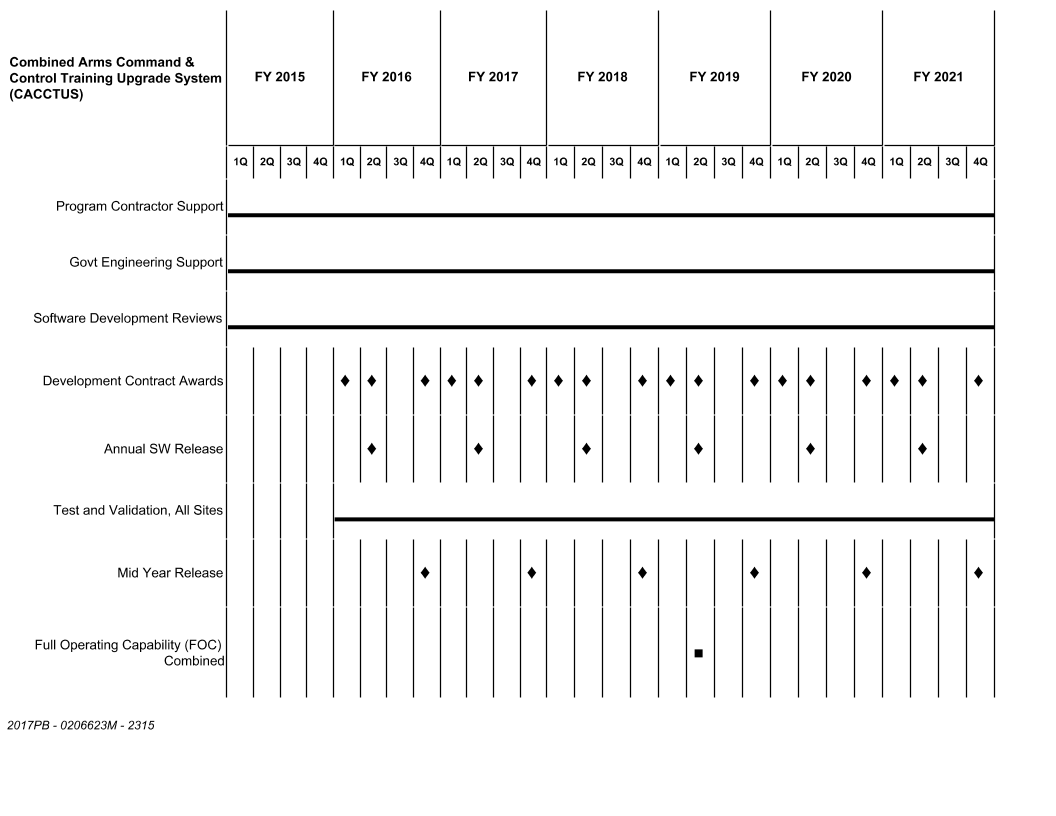 Combined Arms Command &
Control Training Upgrade System
(CACCTUS)
FY 2015 FY 2016 FY 2017 FY 2018 FY 2019 FY 2020 FY 2021
1Q 2Q 3Q 4Q 1Q 2Q 3Q 4Q 1Q 2Q 3Q 4Q 1Q 2Q 3Q 4Q 1Q 2Q 3Q 4Q 1Q 2Q 3Q 4Q 1Q 2Q 3Q 4Q
Program Contractor Support
Govt Engineering Support
Software Development Reviews
Development Contract Awards
Annual SW Release
Test and Validation, All Sites
Mid Year Release
Full Operating Capability (FOC)
Combined
2017PB - 0206623M - 2315